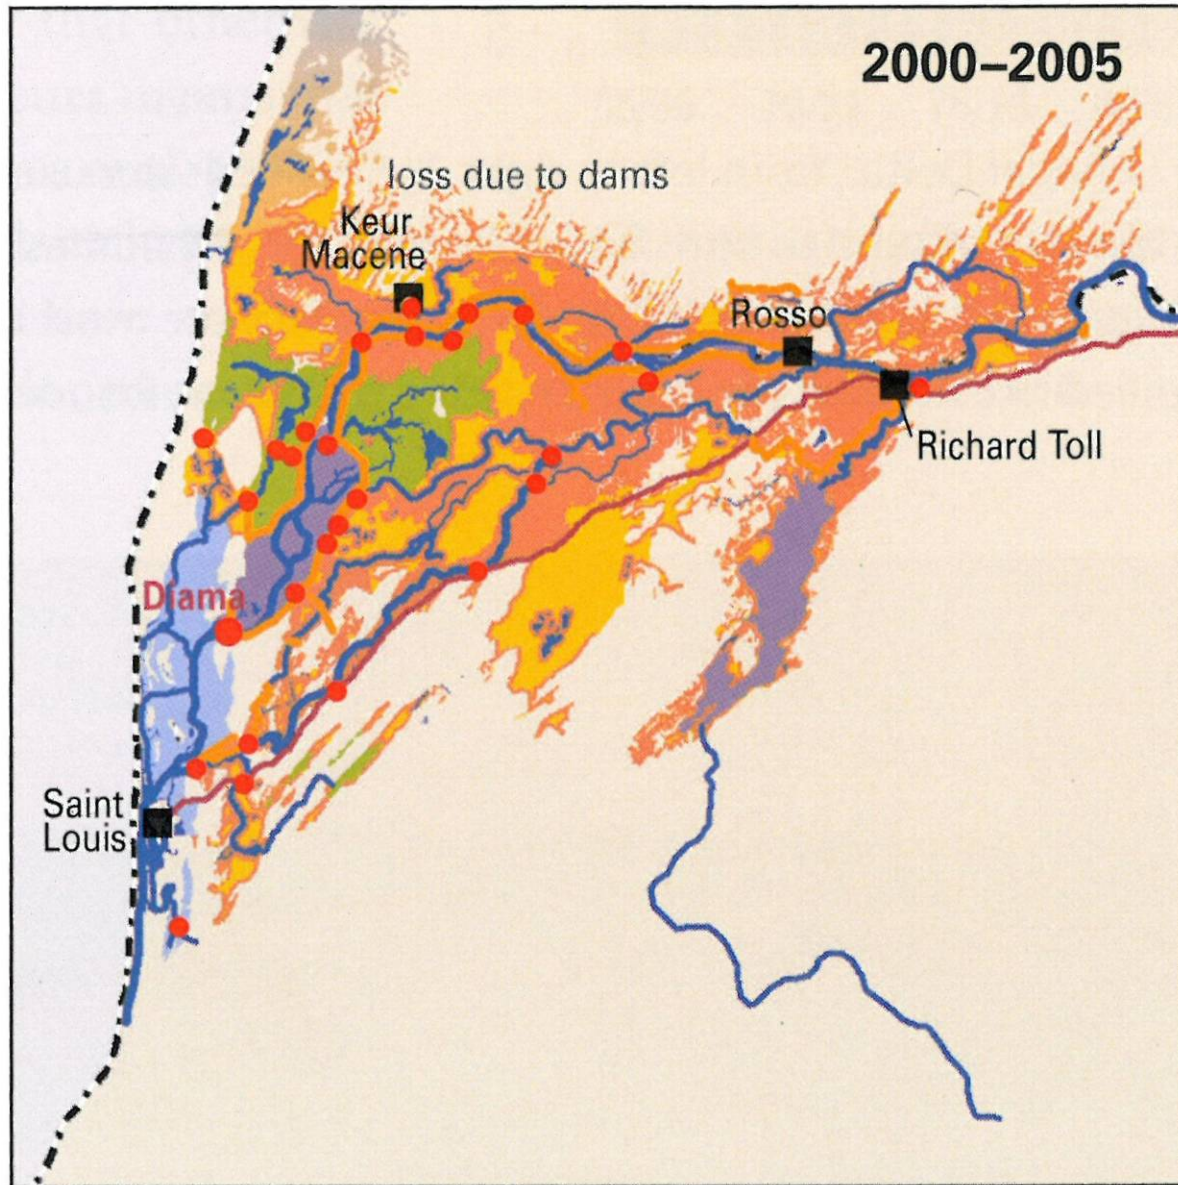 2000–2005
loss due to dams
Keur
Macene
Rosso
Richard Toll
Diama
Saint
Louis